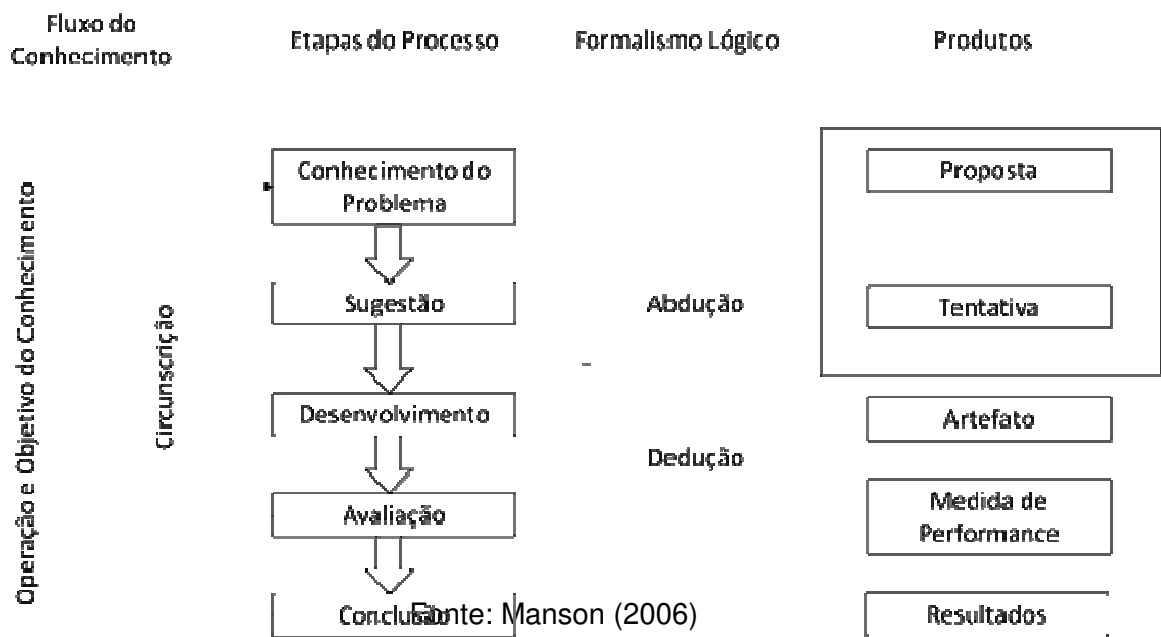 Fluxo do
Conhecimento
Etapas do Processo
Formalismo Lógico
Produtos
Operação e Objetivo do Conhecimento
Circunscrição
Conhecimento do
Problema
Proposta
Sugestão
Abdução
Tentativa
Desenvolvimento
Artefato
Dedução
Avaliação
Medida de
Performance
Conclusão
Fonte: Manson (2006)
Resultados